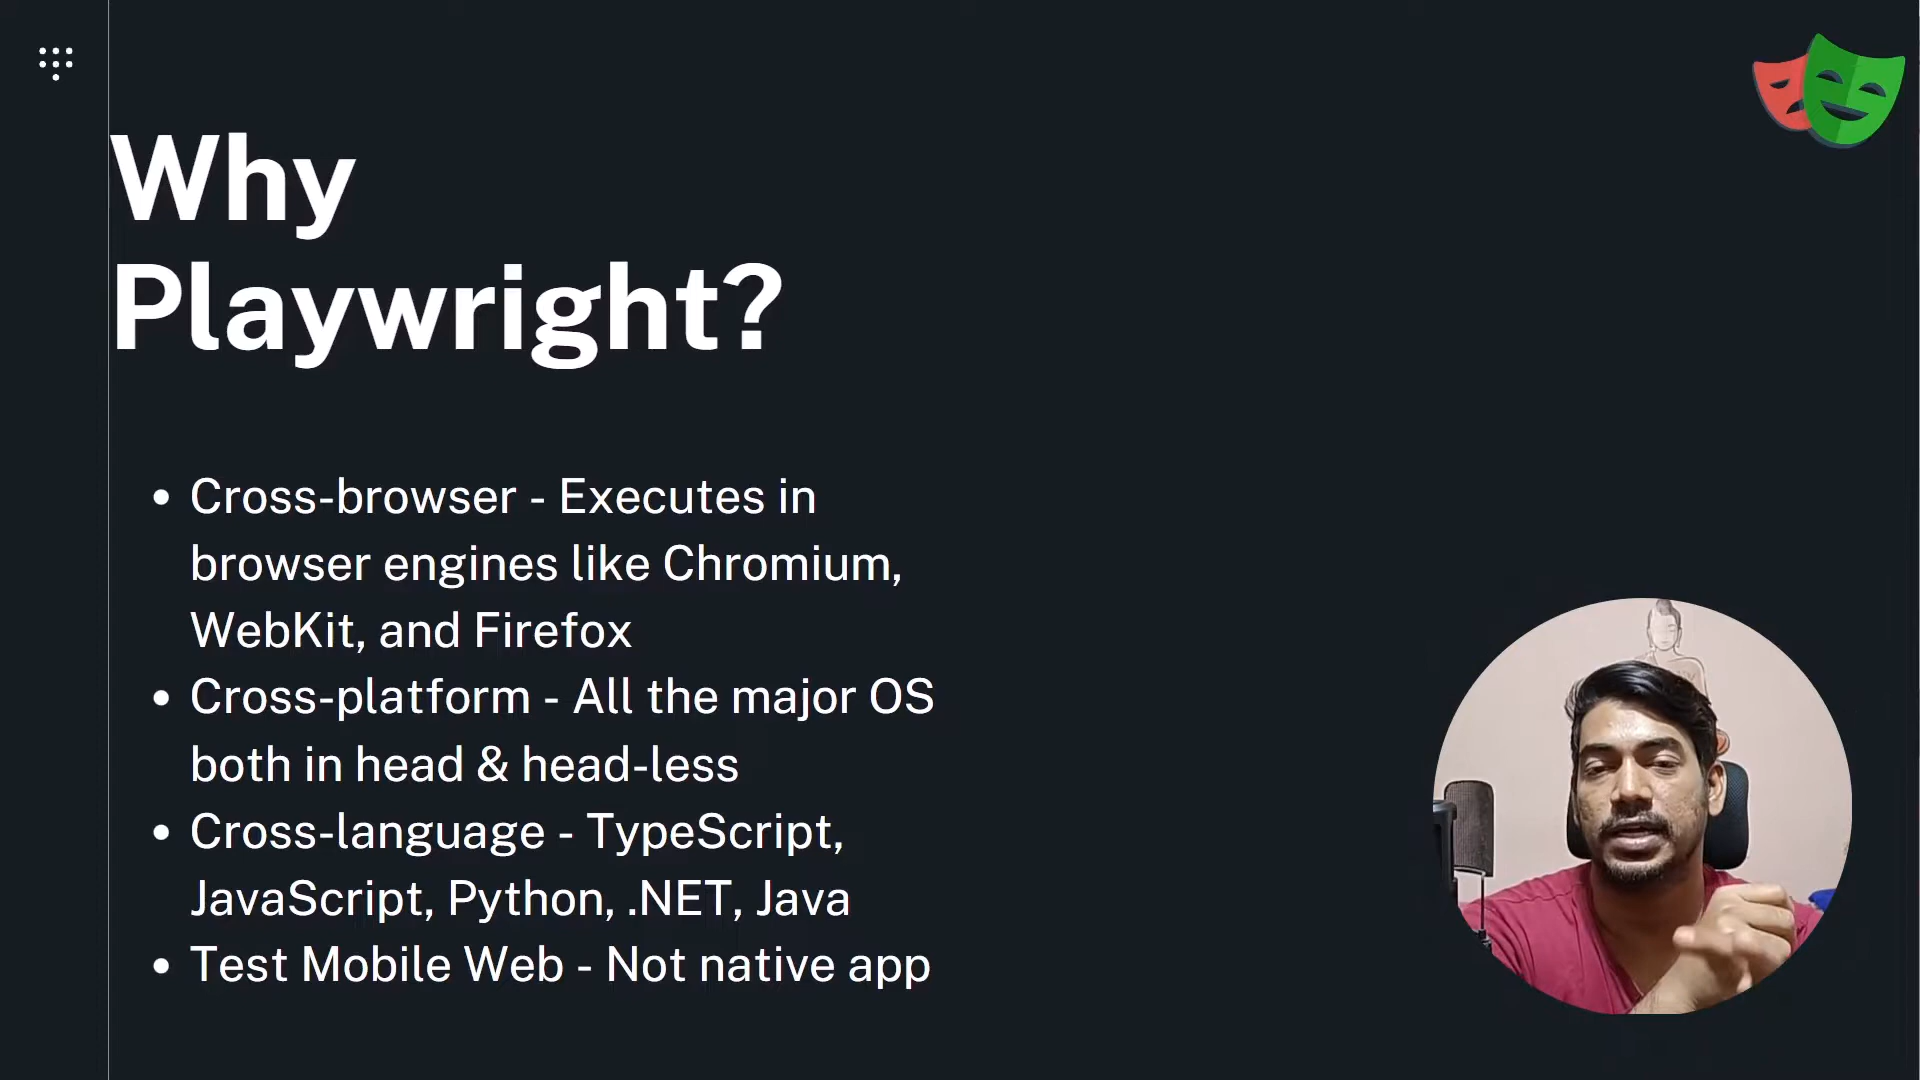 Why
Playwright?
• Cross-browser - Executes in
browser engines like Chromium,
WebKit, and Firefox
• Cross-platform - All the major OS
both in head & head-less
• Cross-language - TypeScript,
JavaScript, Python, .NET, Java
• Test Mobile Web - Not native app